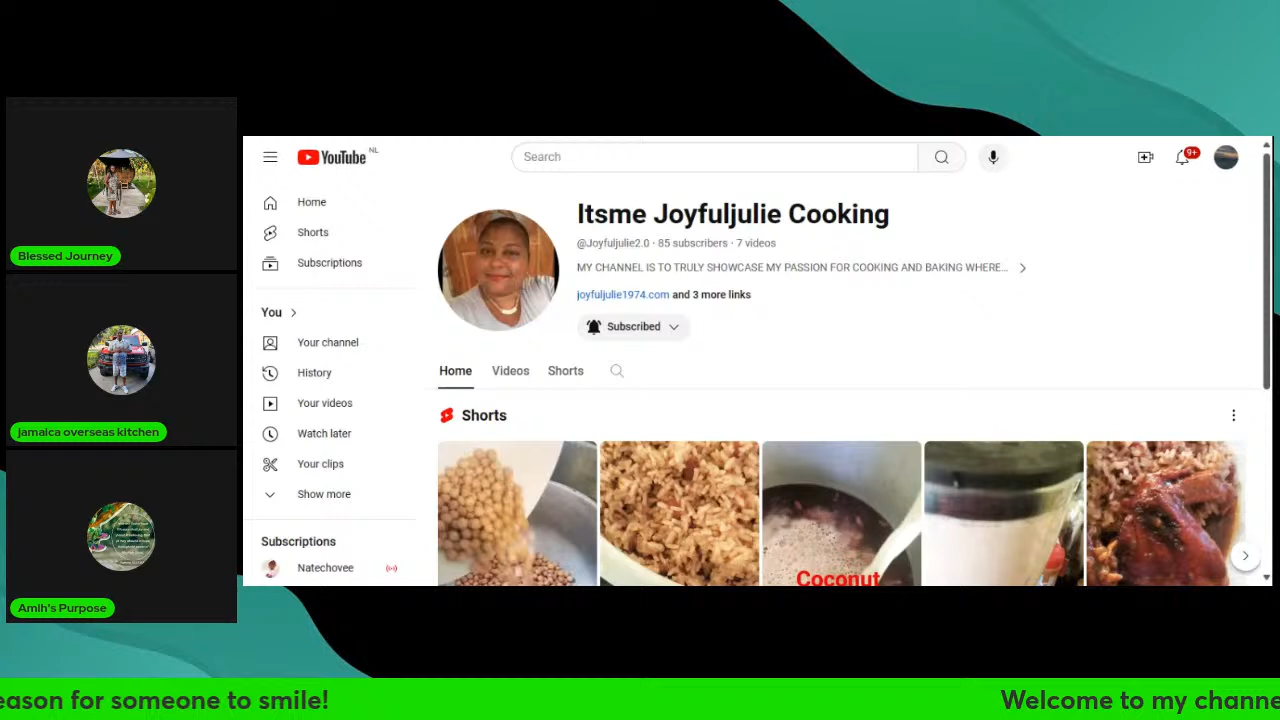 Blessed Journey
jamaica overseas kitchen
Amih's Purpose
YouTube NL
Search
9+
Home
Shorts
Subscriptions
You
Your channel
History
Your videos
Watch later
Your clips
Show more
Subscriptions
Natechovee
Itsme Joyfuljulie Cooking
@Joyfuljulie2.0 · 85 subscribers · 7 videos
MY CHANNEL IS TO TRULY SHOWCASE MY PASSION FOR COOKING AND BAKING WHERE...
joyfuljulie1974.com and 3 more links
Subscribed
Home Videos Shorts
Shorts
Coconut
eason for someone to smile! Welcome to my channe